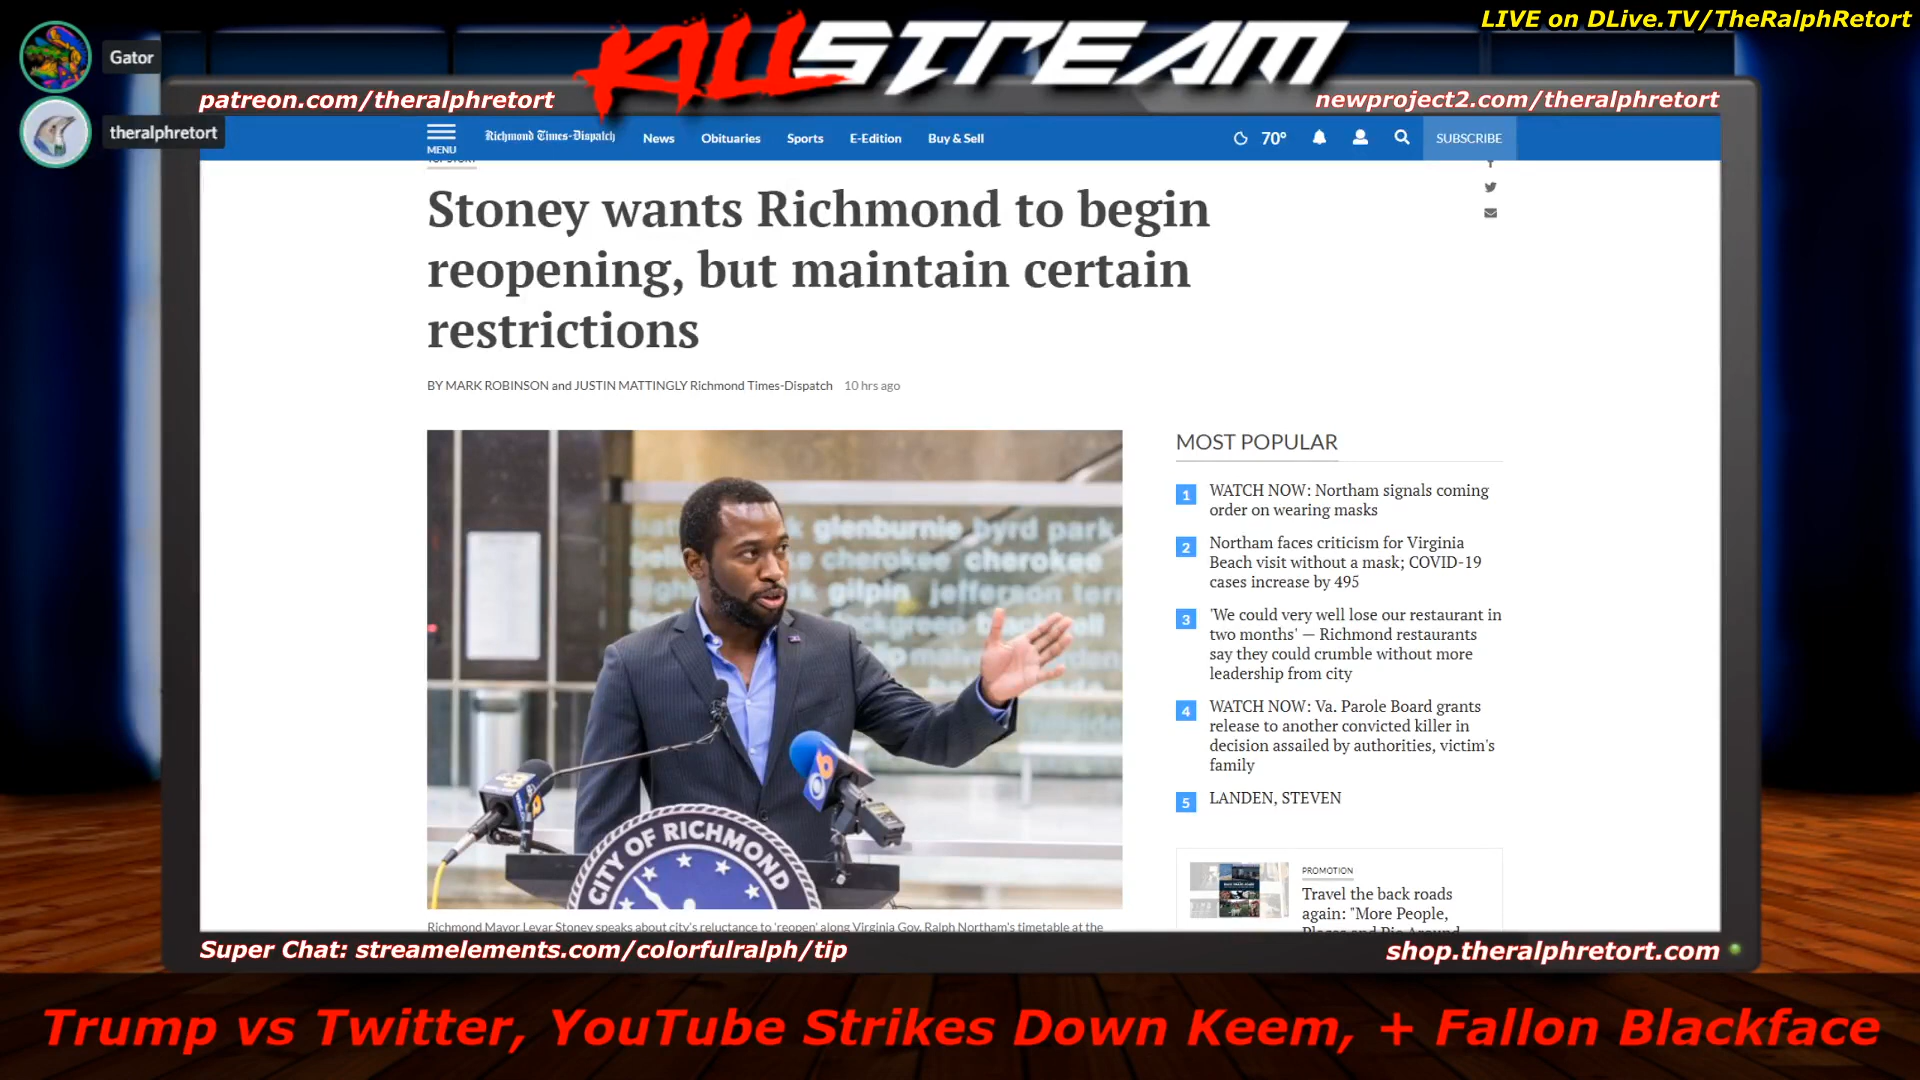 LIVE on DLive.TV/TheRalphRetort
Gator
KILLSTREAM
patreon.com/theralphretort
newproject2.com/theralphretort
theralphretort
MENU
Richmond Times-Dispatch
News
Obituaries
Sports
E-Edition
Buy & Sell
70°
SUBSCRIBE
TOP STORY
Stoney wants Richmond to begin
reopening, but maintain certain
restrictions
BY MARK ROBINSON and JUSTIN MATTINGLY Richmond Times-Dispatch 10 hrs ago
glenburnie byrd park
cherokee cherokee
gilpin jefferson
CITY OF RICHMOND
Richmond Mayor Levar Stoney speaks about city's reluctance to 'reopen' along Virginia Gov. Ralph Northam's timetable at the
MOST POPULAR
1 WATCH NOW: Northam signals coming
order on wearing masks
2 Northam faces criticism for Virginia
Beach visit without a mask; COVID-19
cases increase by 495
3 'We could very well lose our restaurant in
two months' — Richmond restaurants
say they could crumble without more
leadership from city
4 WATCH NOW: Va. Parole Board grants
release to another convicted killer in
decision assailed by authorities, victim's
family
5 LANDEN, STEVEN
PROMOTION
Travel the back roads
again: "More People,
Super Chat: streamelements.com/colorfulralph/tip
shop.theralphretort.com
Trump vs Twitter, YouTube Strikes Down Keem, + Fallon Blackface